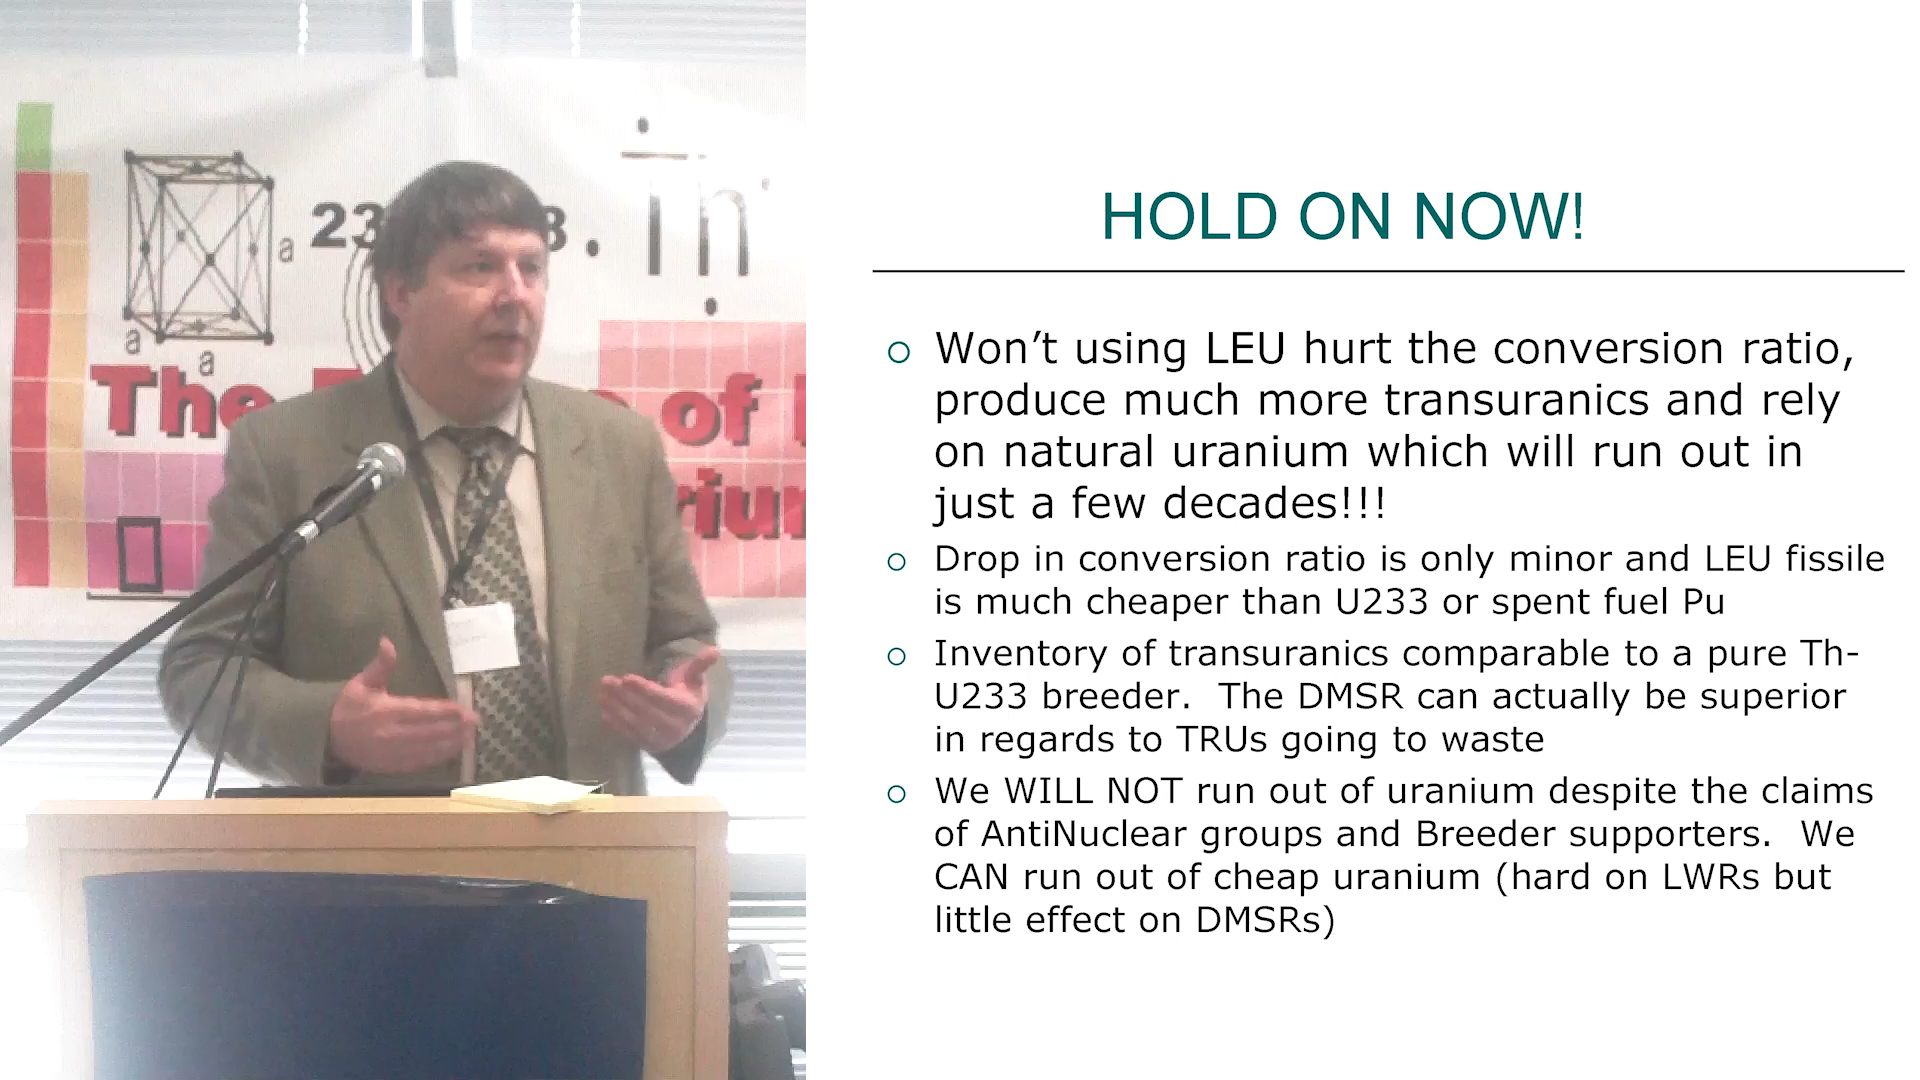 a
a
a
Th
The
of
HOLD ON NOW!
Won’t using LEU hurt the conversion ratio,
produce much more transuranics and rely
on natural uranium which will run out in
just a few decades!!!
Drop in conversion ratio is only minor and LEU fissile
is much cheaper than U233 or spent fuel Pu
Inventory of transuranics comparable to a pure Th-
U233 breeder. The DMSR can actually be superior
in regards to TRUs going to waste
We WILL NOT run out of uranium despite the claims
of AntiNuclear groups and Breeder supporters. We
CAN run out of cheap uranium (hard on LWRs but
little effect on DMSRs)